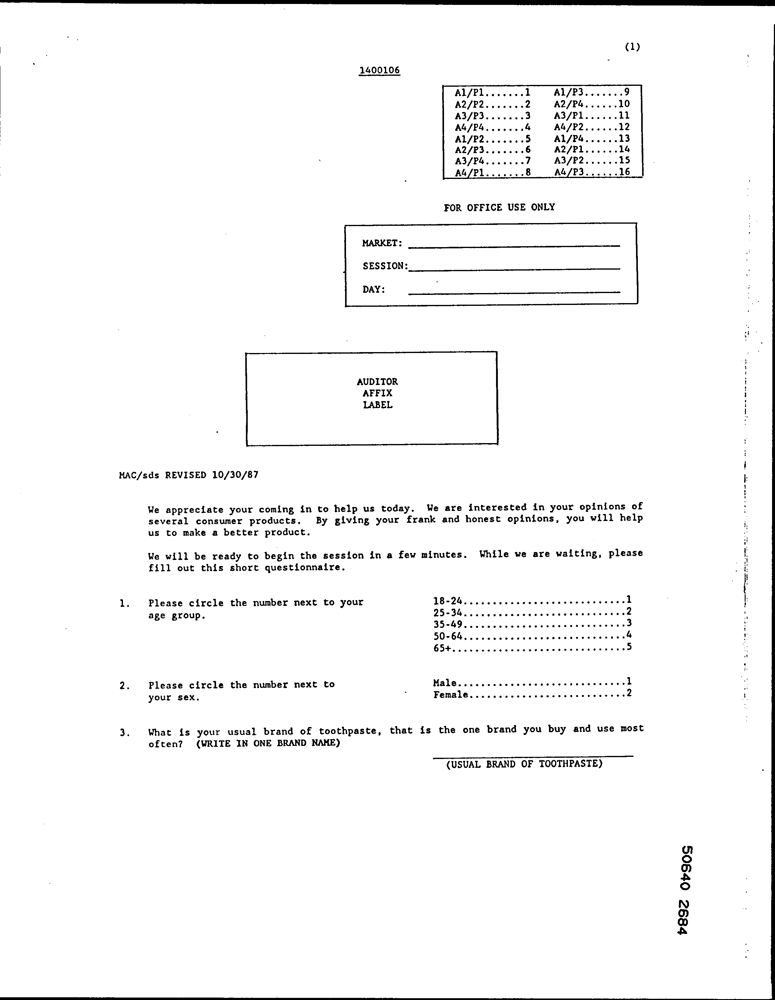 (1)
1400106
A1/P1.......1 A1/P3.......9
A2/P2.......2 A2/P4......10
A3/P3.......3 A3/P1......11
A4/P4.......4 A4/P2......12
A1/P2.......5 A1/P4......13
A2/P3.......6 A2/P1......14
A3/P4.......7 A3/P2......15
A4/P1.......8 A4/P3......16
FOR OFFICE USE ONLY
MARKET:
SESSION:
DAY:
AUDITOR
AFFIX
LABEL
MAC/sds REVISED 10/30/87
We appreciate your coming in to help us today. We are interested in your opinions of
several consumer products. By giving your frank and honest opinions, you will help
us to make a better product.
We will be ready to begin the session in a few minutes. While we are waiting, please
fill out this short questionnaire.
1. Please circle the number next to your 18-24............................1
age group. 25-34............................2
35-49............................3
50-64............................4
65+..............................5
2. Please circle the number next to Male.............................1
your sex. Female...........................2
3. What is your usual brand of toothpaste, that is the one brand you buy and use most
often? (WRITE IN ONE BRAND NAME)
(USUAL BRAND OF TOOTHPASTE)
50640 2684